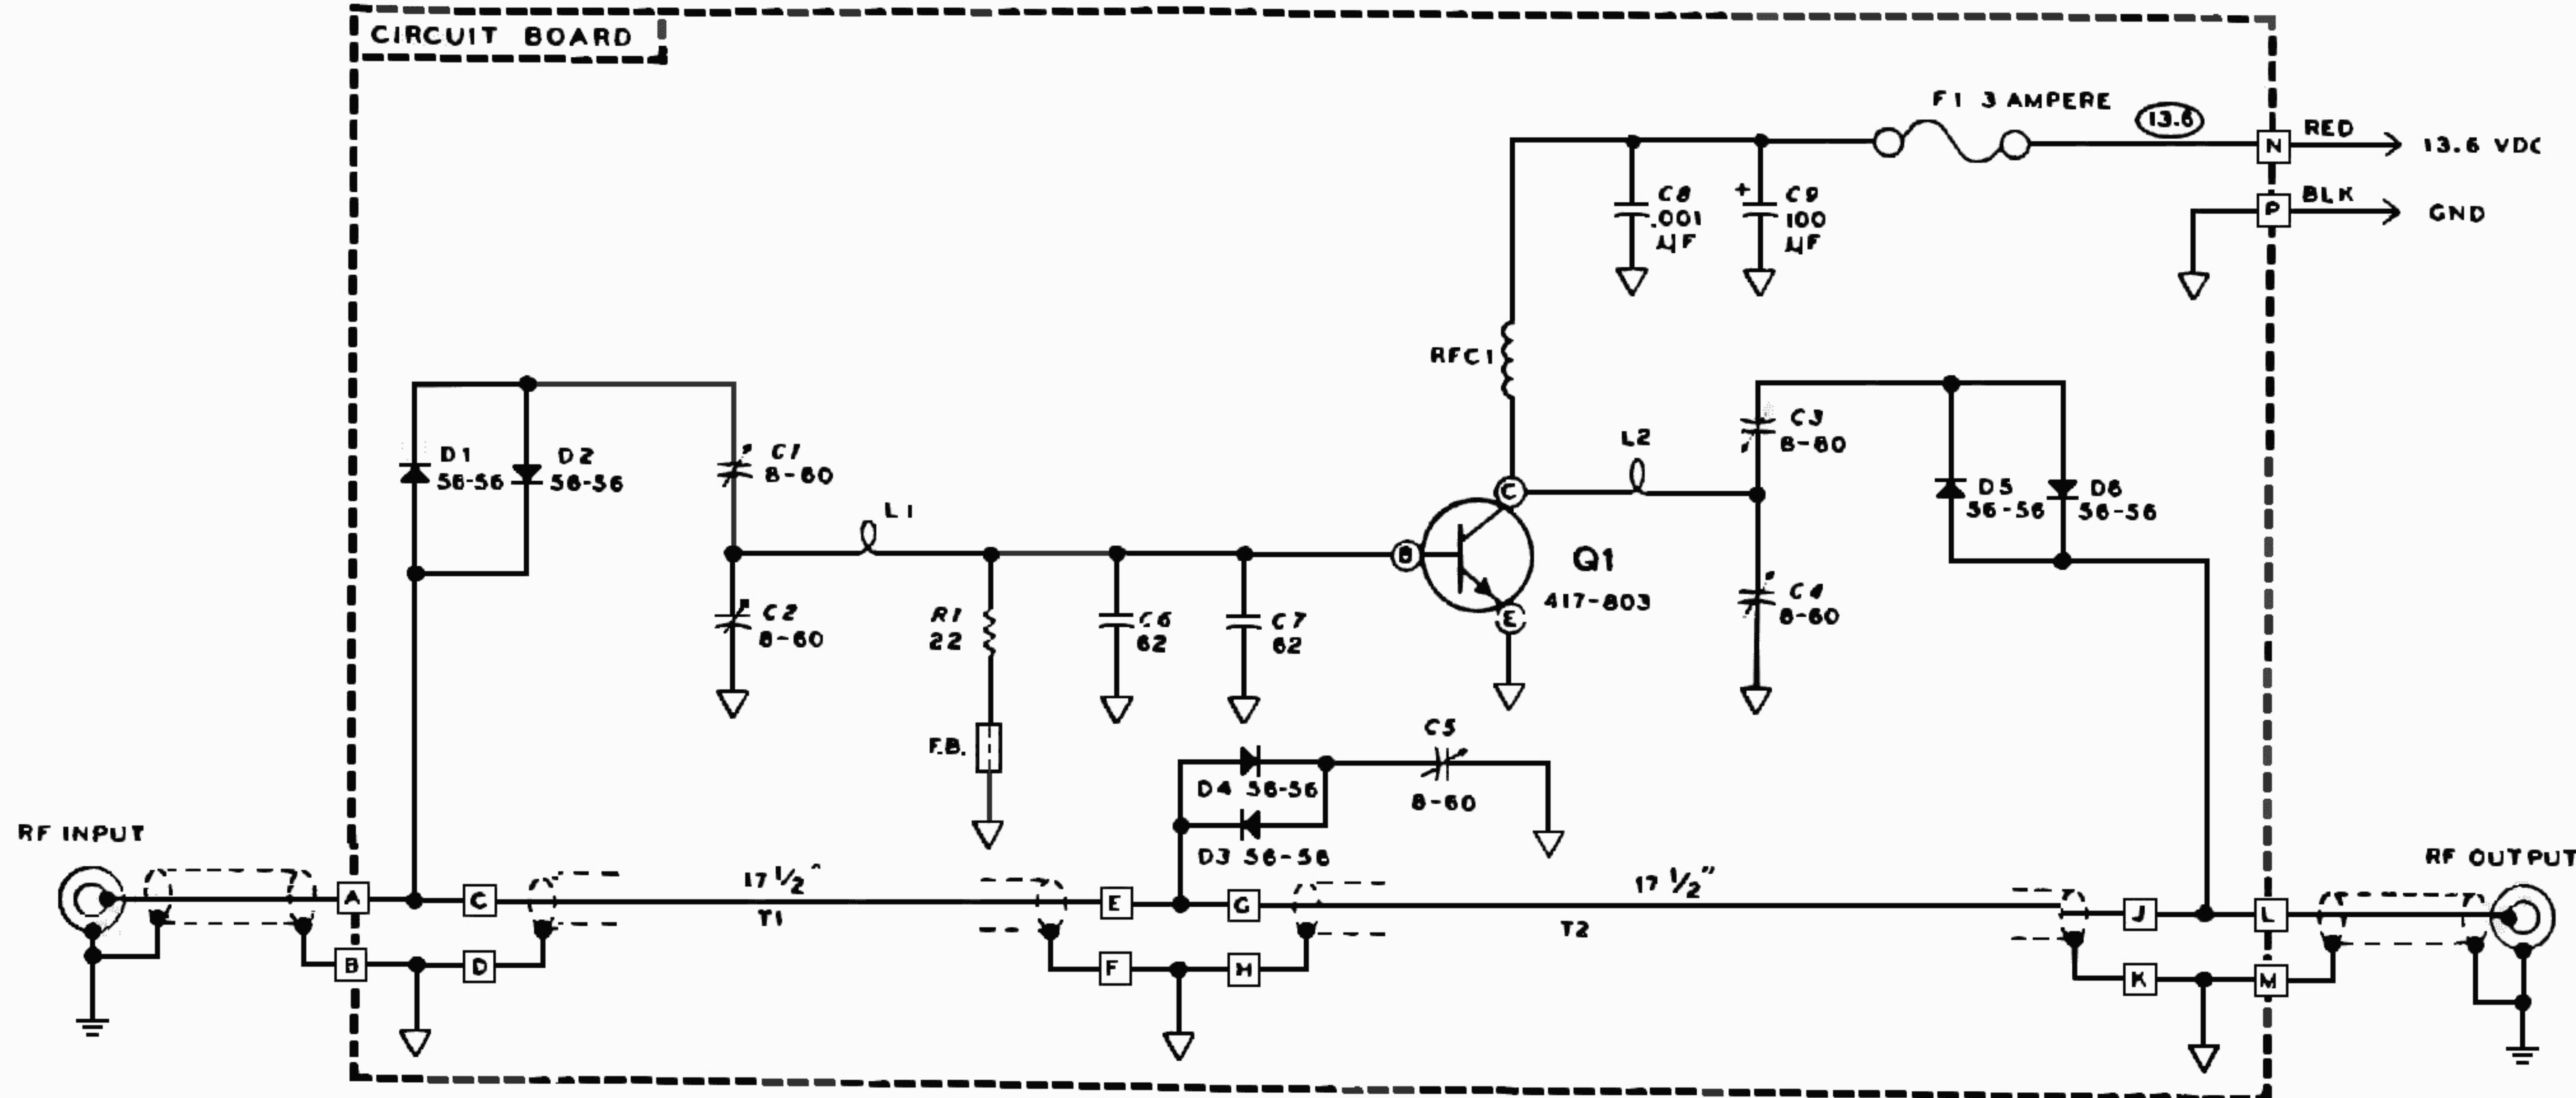 CIRCUIT BOARD
F1 3 AMPERE
13.6
N
RED
13.6 VDC
P
BLK
GND
C8
.001
µF
+
C9
100
µF
RFC1
D1
56-56
D2
56-56
C1
8-60
L1
C2
8-60
R1
22
C6
62
C7
62
F.B.
B
C
E
Q1
417-803
L2
C3
8-60
C4
8-60
D5
56-56
D6
56-56
C5
8-60
D4 56-56
D3 56-56
RF INPUT
A
C
17 1/2"
T1
E
G
17 1/2"
T2
J
L
RF OUTPUT
B
D
F
H
K
M